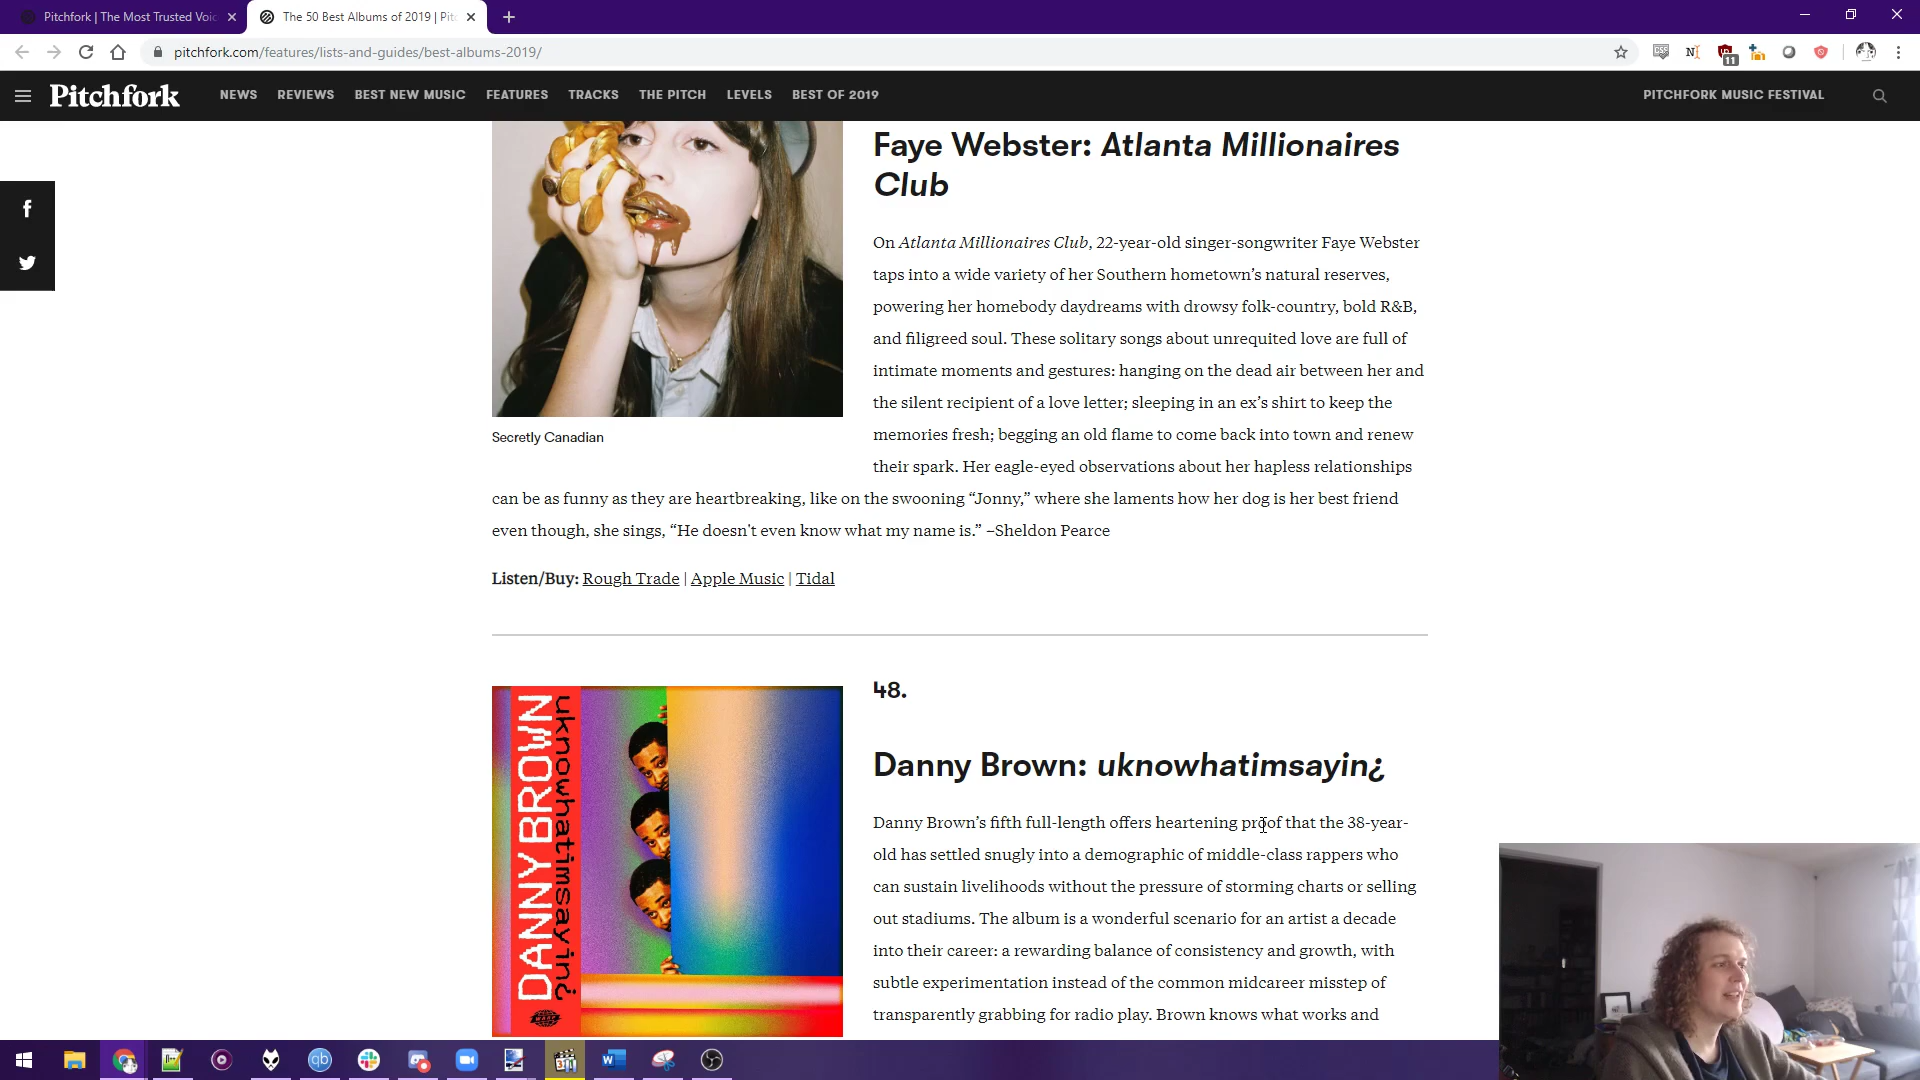 Pitchfork | The Most Trusted Voic
The 50 Best Albums of 2019 | Pitc
pitchfork.com/features/lists-and-guides/best-albums-2019/
11
Pitchfork
NEWS
REVIEWS
BEST NEW MUSIC
FEATURES
TRACKS
THE PITCH
LEVELS
BEST OF 2019
PITCHFORK MUSIC FESTIVAL
Faye Webster: Atlanta Millionaires
Club
On Atlanta Millionaires Club, 22-year-old singer-songwriter Faye Webster
taps into a wide variety of her Southern hometown’s natural reserves,
powering her homebody daydreams with drowsy folk-country, bold R&B,
and filigreed soul. These solitary songs about unrequited love are full of
intimate moments and gestures: hanging on the dead air between her and
the silent recipient of a love letter; sleeping in an ex’s shirt to keep the
memories fresh; begging an old flame to come back into town and renew
their spark. Her eagle-eyed observations about her hapless relationships
can be as funny as they are heartbreaking, like on the swooning “Jonny,” where she laments how her dog is her best friend
even though, she sings, “He doesn't even know what my name is.” –Sheldon Pearce
Secretly Canadian
Listen/Buy: Rough Trade | Apple Music | Tidal
DANNY BROWN
uknowhatimsayin¿
48.
Danny Brown: uknowhatimsayin¿
Danny Brown’s fifth full-length offers heartening proof that the 38-year-
old has settled snugly into a demographic of middle-class rappers who
can sustain livelihoods without the pressure of storming charts or selling
out stadiums. The album is a wonderful scenario for an artist a decade
into their career: a rewarding balance of consistency and growth, with
subtle experimentation instead of the common midcareer misstep of
transparently grabbing for radio play. Brown knows what works and